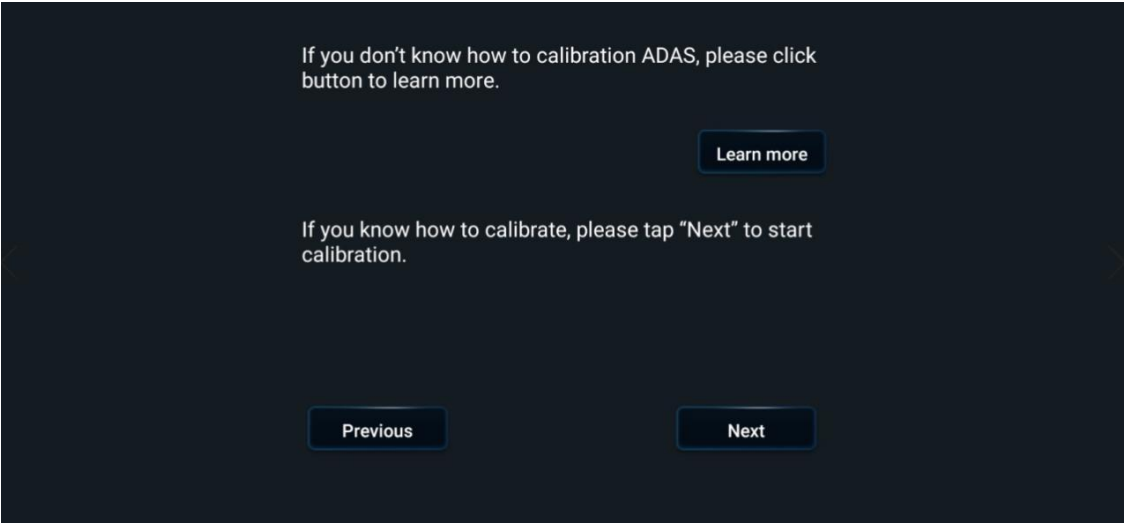 If you don’t know how to calibration ADAS, please click
button to learn more.
Learn more
If you know how to calibrate, please tap “Next” to start
calibration.
Previous
Next